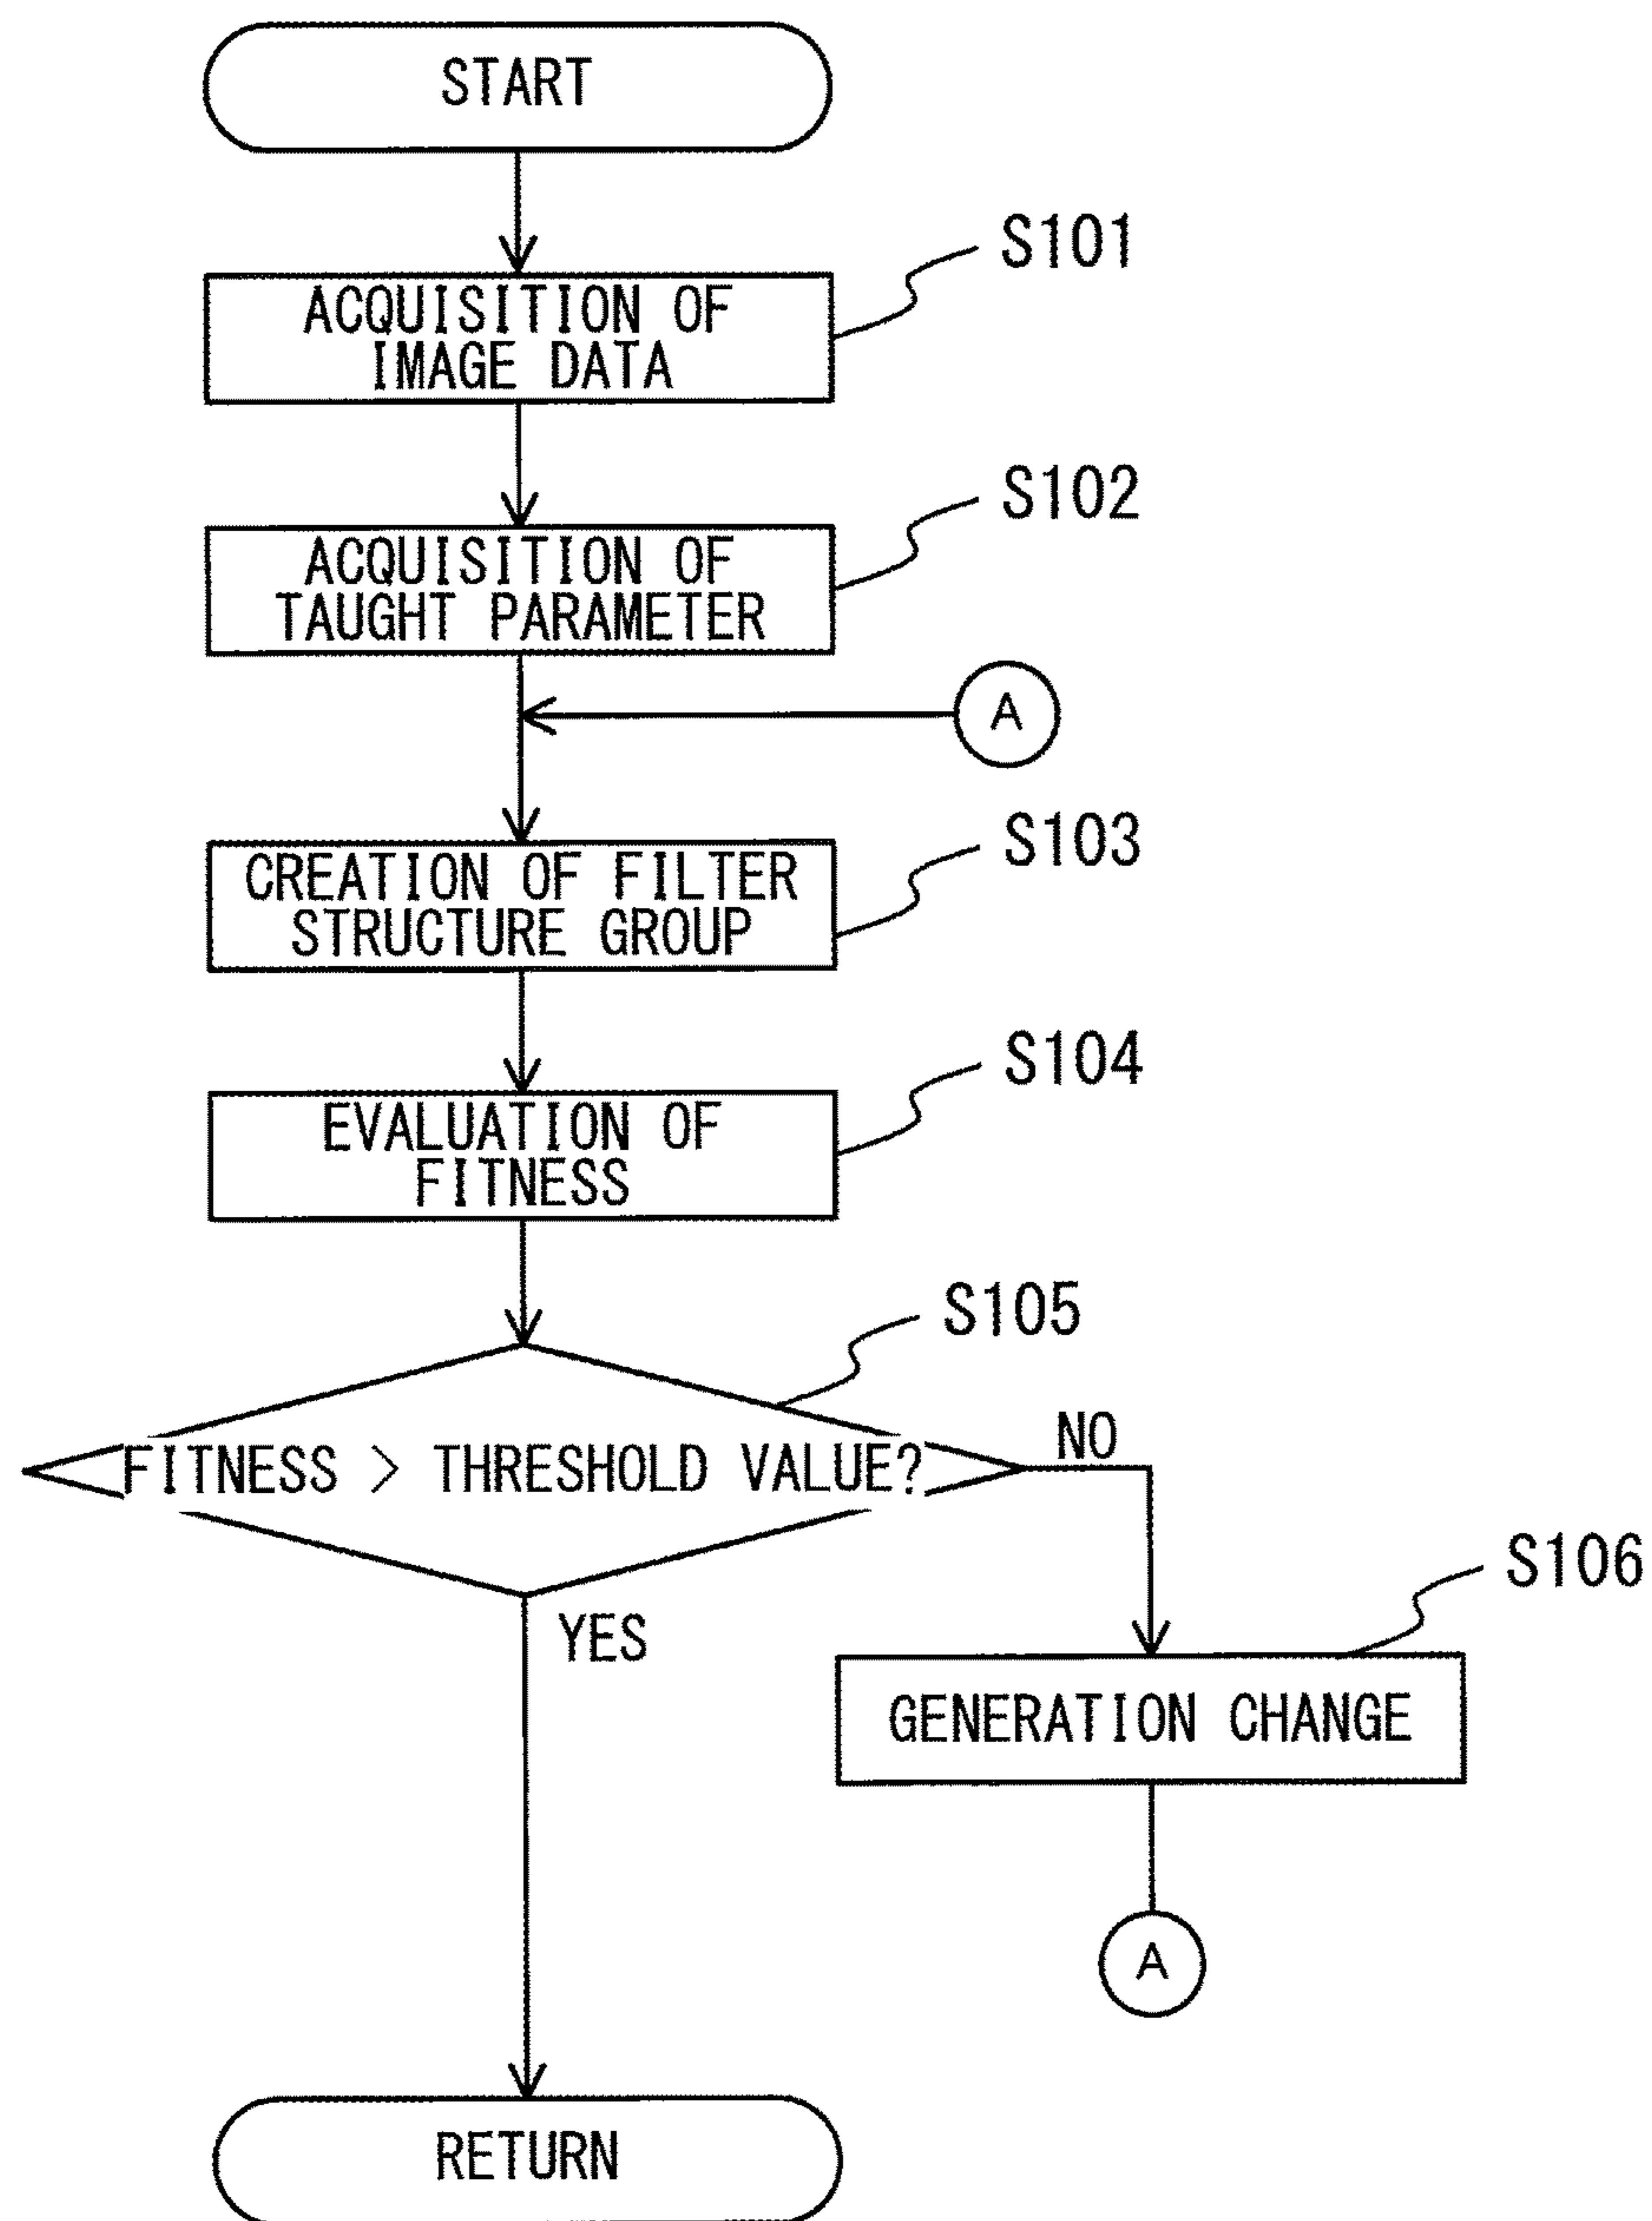 START
S101
ACQUISITION OF
IMAGE DATA
S102
ACQUISITION OF
TAUGHT PARAMETER
A
S103
CREATION OF FILTER
STRUCTURE GROUP
S104
EVALUATION OF
FITNESS
S105
FITNESS > THRESHOLD VALUE?
NO
YES
S106
GENERATION CHANGE
A
RETURN